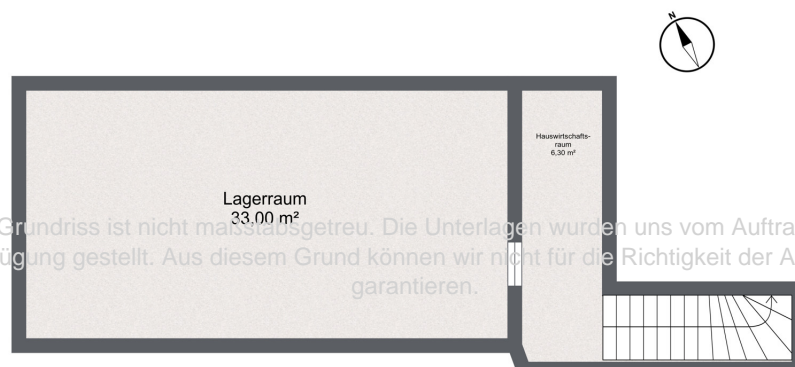 N
Hauswirtschafts-
raum
6,30 m²
Lagerraum
33.00 m²
Grundriss ist nicht maßstabsgetreu. Die Unterlagen wurden uns vom Auftra
ügung gestellt. Aus diesem Grund können wir nicht für die Richtigkeit der A
garantieren.